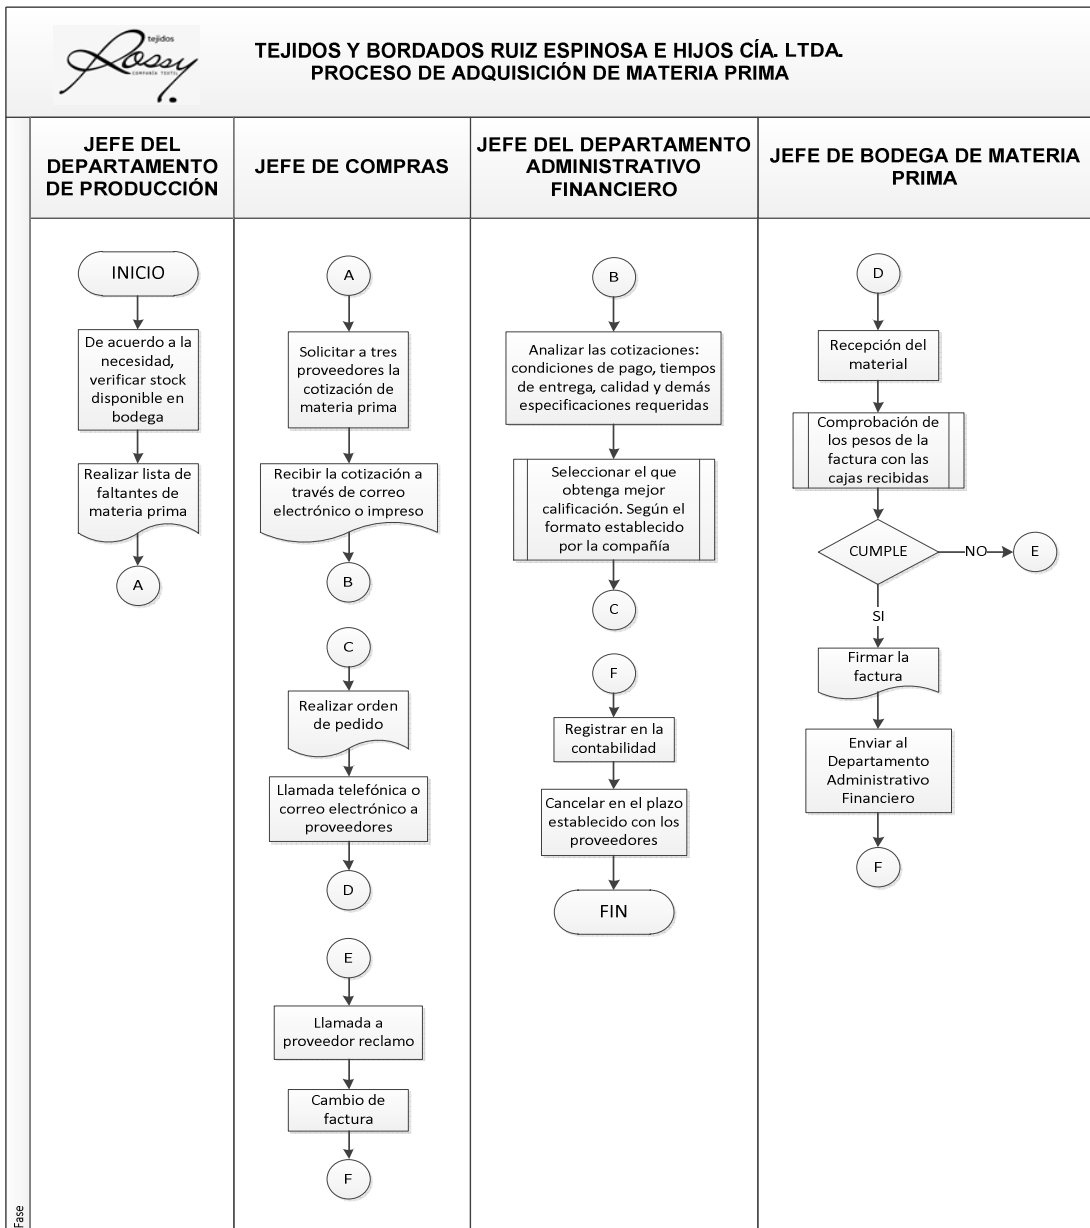 tejidos
Rossy
COMPAÑIA TEXTIL
TEJIDOS Y BORDADOS RUIZ ESPINOSA E HIJOS CÍA. LTDA.
PROCESO DE ADQUISICIÓN DE MATERIA PRIMA
JEFE DEL
DEPARTAMENTO
DE PRODUCCIÓN
JEFE DE COMPRAS
JEFE DEL DEPARTAMENTO
ADMINISTRATIVO
FINANCIERO
JEFE DE BODEGA DE MATERIA
PRIMA
INICIO
De acuerdo a la
necesidad,
verificar stock
disponible en
bodega
Realizar lista de
faltantes de
materia prima
A
A
Solicitar a tres
proveedores la
cotización de
materia prima
Recibir la cotización a
través de correo
electrónico o impreso
B
C
Realizar orden
de pedido
Llamada telefónica o
correo electrónico a
proveedores
D
E
Llamada a
proveedor reclamo
Cambio de
factura
F
B
Analizar las cotizaciones:
condiciones de pago, tiempos
de entrega, calidad y demás
especificaciones requeridas
Seleccionar el que
obtenga mejor
calificación. Según el
formato establecido
por la compañía
C
F
Registrar en la
contabilidad
Cancelar en el plazo
establecido con los
proveedores
FIN
D
Recepción del
material
Comprobación de
los pesos de la
factura con las
cajas recibidas
CUMPLE
NO
E
SI
Firmar la
factura
Enviar al
Departamento
Administrativo
Financiero
F
Fase